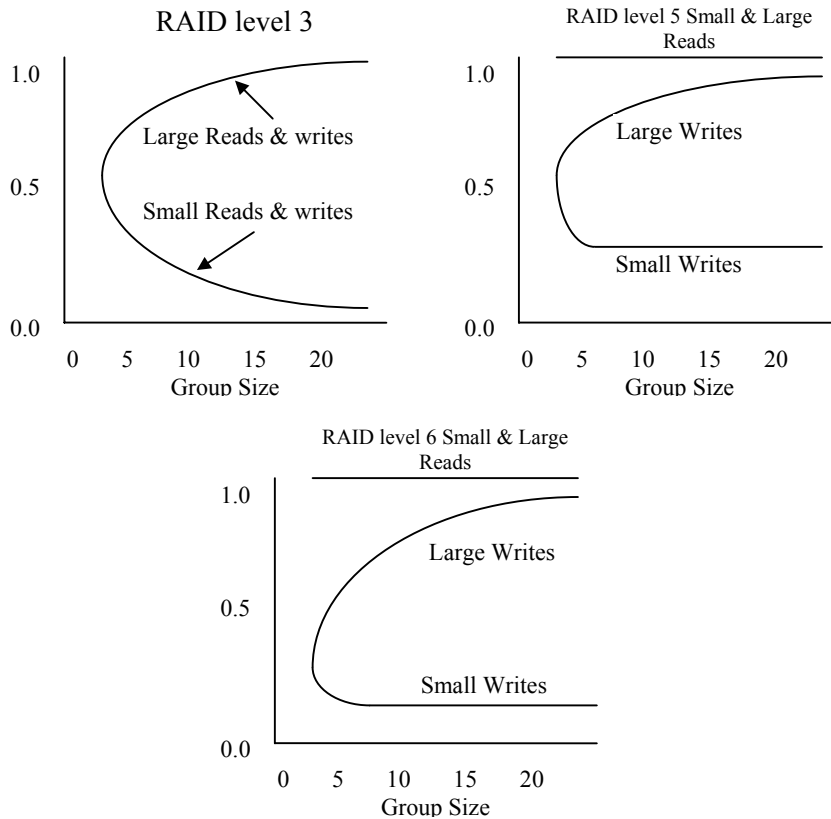 RAID level 3
1.0
Large Reads & writes
0.5
Small Reads & writes
0.0
0 5 10 15 20
Group Size
RAID level 5 Small & Large
Reads
1.0
Large Writes
0.5
Small Writes
0.0
0 5 10 15 20
Group Size
RAID level 6 Small & Large
Reads
1.0
Large Writes
0.5
Small Writes
0.0
0 5 10 15 20
Group Size